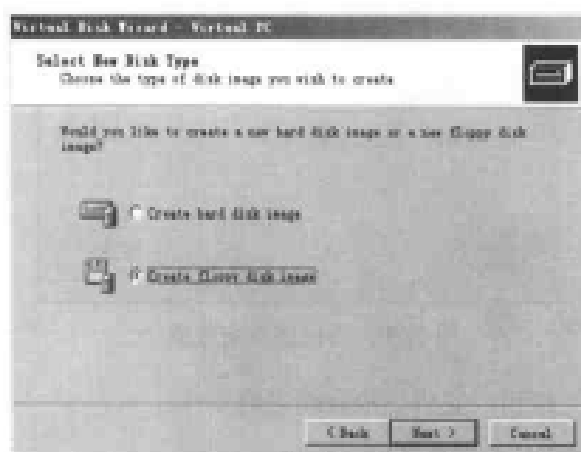 Virtual Disk Wizard - Virtual PC
Select New Disk Type
Choose the type of disk image you wish to create
Would you like to create a new hard disk image or a new floppy disk
image?
Create hard disk image
Create floppy disk image
< Back
Next >
Cancel